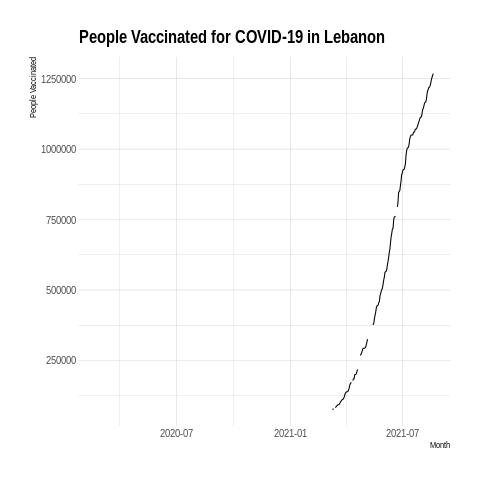 People Vaccinated for COVID-19 in Lebanon
People Vaccinated
1250000
1000000
750000
500000
250000
2020-07
2021-01
2021-07
Month